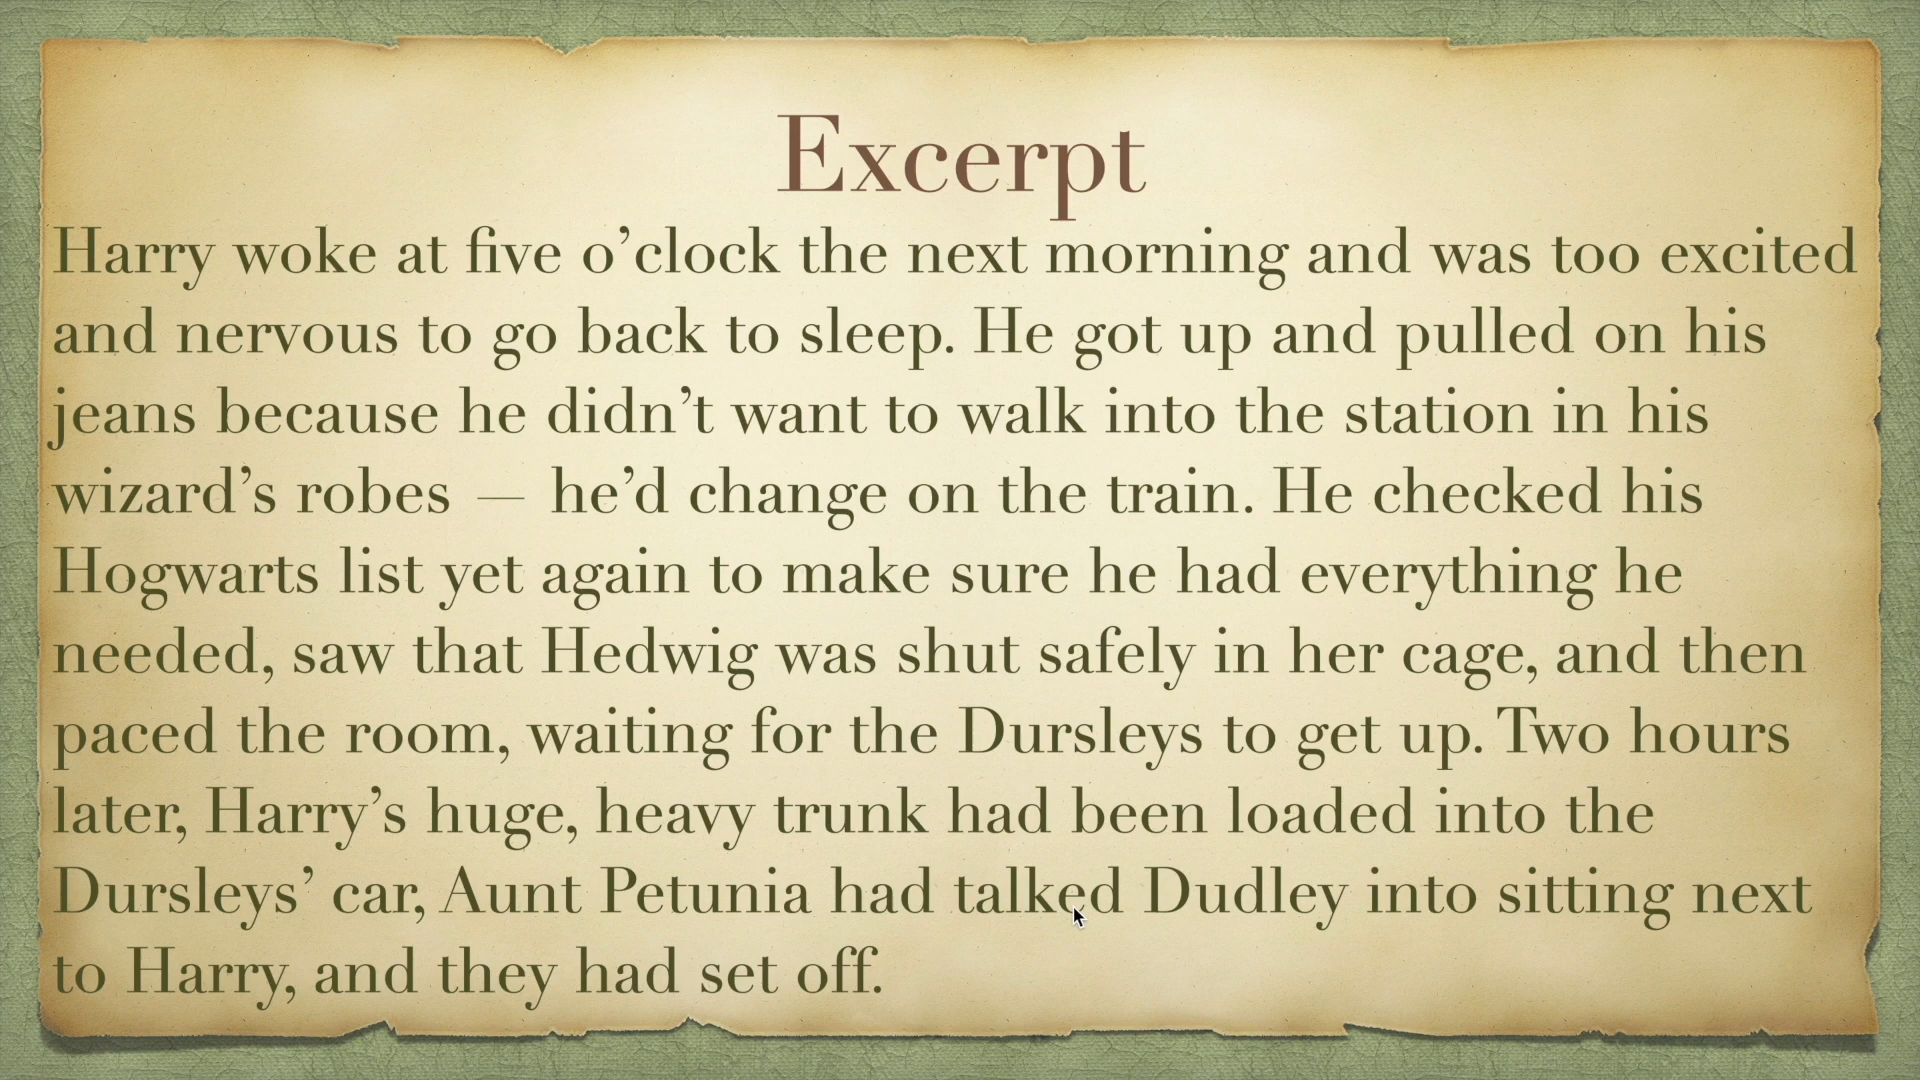 Excerpt
Harry woke at five o’clock the next morning and was too excited
and nervous to go back to sleep. He got up and pulled on his
jeans because he didn’t want to walk into the station in his
wizard’s robes — he’d change on the train. He checked his
Hogwarts list yet again to make sure he had everything he
needed, saw that Hedwig was shut safely in her cage, and then
paced the room, waiting for the Dursleys to get up. Two hours
later, Harry’s huge, heavy trunk had been loaded into the
Dursleys’ car, Aunt Petunia had talked Dudley into sitting next
to Harry, and they had set off.